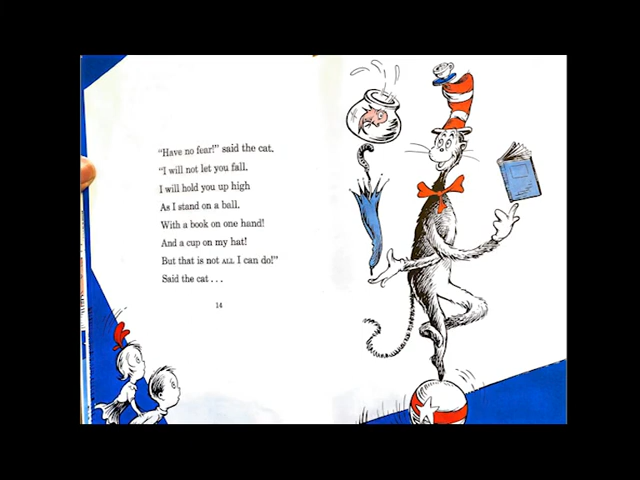 "Have no fear!" said the cat.
"I will not let you fall.
I will hold you up high
As I stand on a ball.
With a book on one hand!
And a cup on my hat!
But that is not ALL I can do!"
Said the cat . . .
14